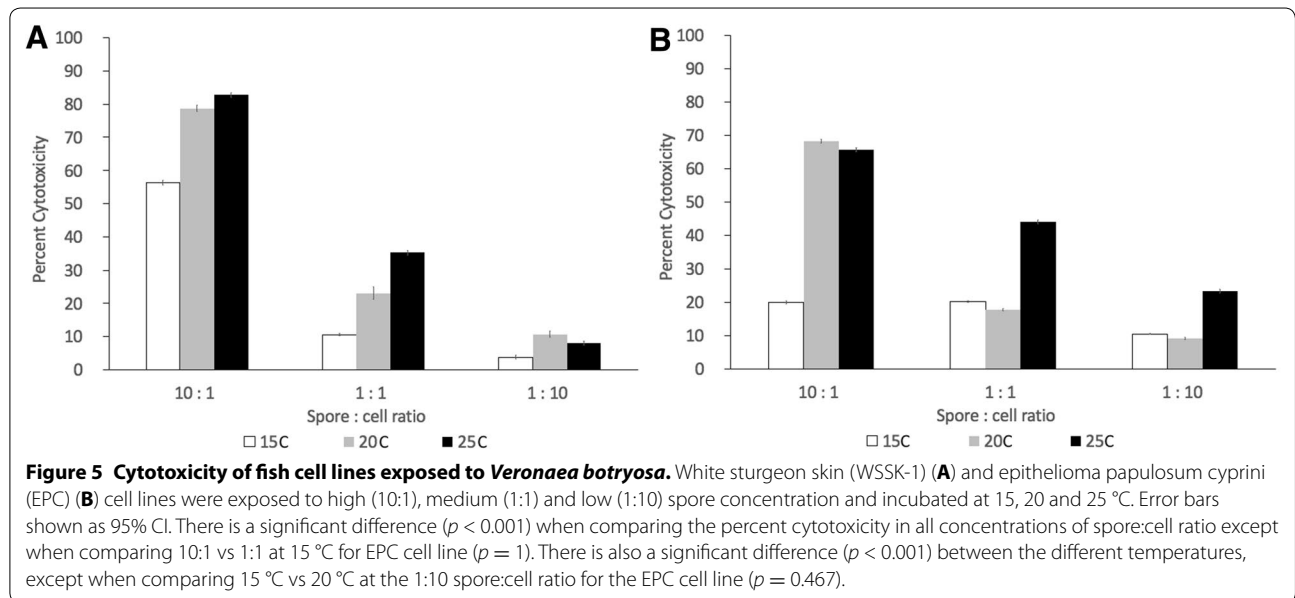 A
100
90
80
70
60
50
40
30
20
10
0
Percent Cytotoxicity
10 : 1
1 : 1
1 : 10
Spore : cell ratio
15C
20C
25C
B
100
90
80
70
60
50
40
30
20
10
0
Percent Cytotoxicity
10 : 1
1 : 1
1 : 10
Spore : cell ratio
15C
20C
25C
Figure 5 Cytotoxicity of fish cell lines exposed to Veronaea botryosa. White sturgeon skin (WSSK-1) (A) and epithelioma papulosum cyprini
(EPC) (B) cell lines were exposed to high (10:1), medium (1:1) and low (1:10) spore concentration and incubated at 15, 20 and 25 °C. Error bars
shown as 95% CI. There is a significant difference (p < 0.001) when comparing the percent cytotoxicity in all concentrations of spore:cell ratio except
when comparing 10:1 vs 1:1 at 15 °C for EPC cell line (p = 1). There is also a significant difference (p < 0.001) between the different temperatures,
except when comparing 15 °C vs 20 °C at the 1:10 spore:cell ratio for the EPC cell line (p = 0.467).